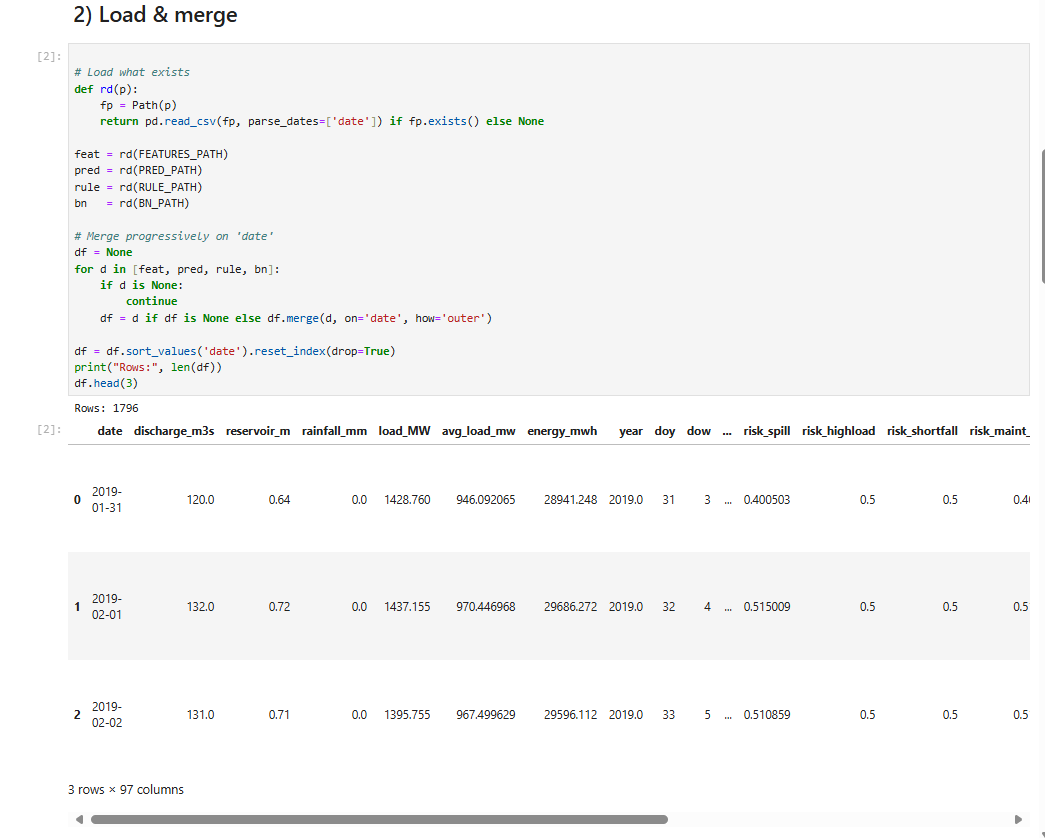 2) Load & merge
[2]:
# Load what exists
def rd(p):
    fp = Path(p)
    return pd.read_csv(fp, parse_dates=['date']) if fp.exists() else None
feat = rd(FEATURES_PATH)
pred = rd(PRED_PATH)
rule = rd(RULE_PATH)
bn   = rd(BN_PATH)
# Merge progressively on 'date'
df = None
for d in [feat, pred, rule, bn]:
    if d is None:
        continue
    df = d if df is None else df.merge(d, on='date', how='outer')
df = df.sort_values('date').reset_index(drop=True)
print("Rows:", len(df))
df.head(3)
Rows: 1796
[2]:
date discharge_m3s reservoir_m rainfall_mm load_MW avg_load_mw energy_mwh year doy dow ... risk_spill risk_highload risk_shortfall risk_maint_
0 2019-01-31 120.0 0.64 0.0 1428.760 946.092065 28941.248 2019.0 31 3 ... 0.400503 0.5 0.5
1 2019-02-01 132.0 0.72 0.0 1437.155 970.446968 29686.272 2019.0 32 4 ... 0.515009 0.5 0.5 0.5
2 2019-02-02 131.0 0.71 0.0 1395.755 967.499629 29596.112 2019.0 33 5 ... 0.510859 0.5 0.5 0.5
3 rows × 97 columns